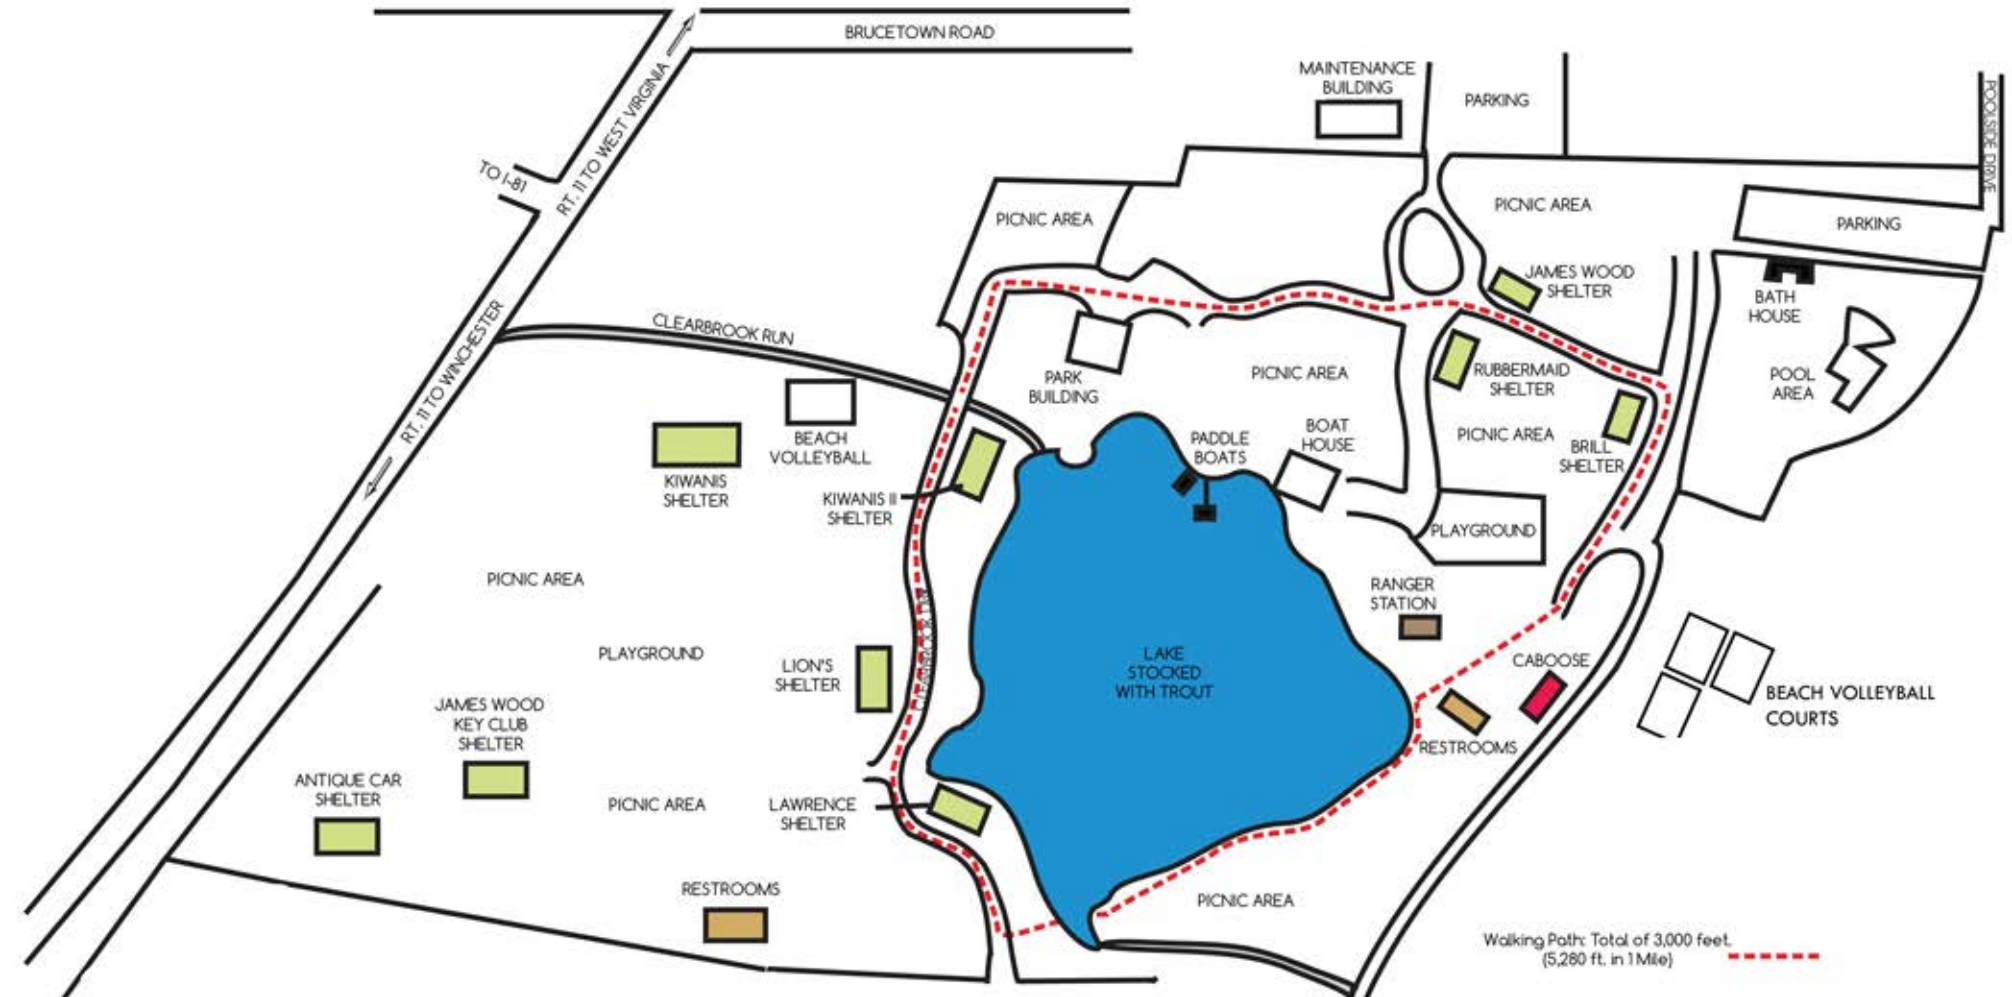 BRUCETOWN ROAD
RT. 11 TO WEST VIRGINIA
TO I-81
RT. 11 TO WINCHESTER
MAINTENANCE
BUILDING
PARKING
POOLSIDE DRIVE
PICNIC AREA
PICNIC AREA
PARKING
JAMES WOOD
SHELTER
BATH
HOUSE
CLEARBROOK RUN
PARK
BUILDING
PICNIC AREA
RUBBERMAID
SHELTER
POOL
AREA
BEACH
VOLLEYBALL
PADDLE
BOATS
BOAT
HOUSE
PICNIC AREA
BRILL
SHELTER
KIWANIS
SHELTER
KIWANIS II
SHELTER
PLAYGROUND
PICNIC AREA
RANGER
STATION
PLAYGROUND
LION'S
SHELTER
LAKE
STOCKED
WITH TROUT
CABOOSE
BEACH VOLLEYBALL
COURTS
JAMES WOOD
KEY CLUB
SHELTER
RESTROOMS
ANTIQUE CAR
SHELTER
PICNIC AREA
LAWRENCE
SHELTER
RESTROOMS
PICNIC AREA
Walking Path: Total of 3,000 feet.
(5,280 ft. in 1 Mile)